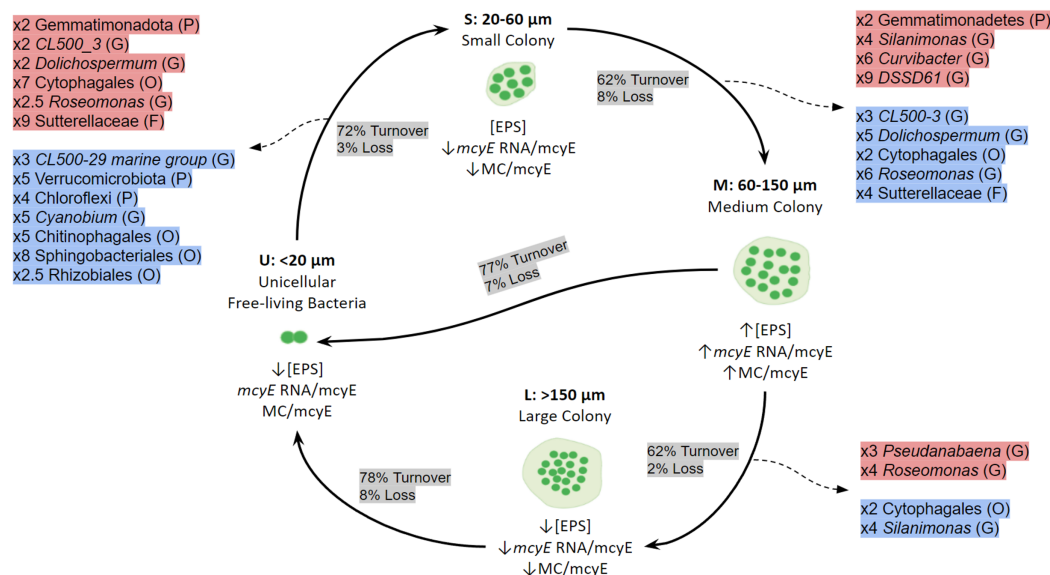 x2 Gemmatimonadota (P)
x2 CL500_3 (G)
x2 Dolichospermum (G)
x7 Cytophagales (O)
x2.5 Roseomonas (G)
x9 Sutterellaceae (F)
x3 CL500-29 marine group (G)
x5 Verrucomicrobiota (P)
x4 Chloroflexi (P)
x5 Cyanobium (G)
x5 Chitinophagales (O)
x8 Sphingobacteriales (O)
x2.5 Rhizobiales (O)
72% Turnover
3% Loss
S: 20-60 μm
Small Colony
[EPS]
↓mcyE RNA/mcyE
↓MC/mcyE
62% Turnover
8% Loss
x2 Gemmatimonadetes (P)
x4 Silanimonas (G)
x6 Curvibacter (G)
x9 DSSD61 (G)
x3 CL500-3 (G)
x5 Dolichospermum (G)
x2 Cytophagales (O)
x6 Roseomonas (G)
x4 Sutterellaceae (F)
M: 60-150 μm
Medium Colony
↑[EPS]
↑mcyE RNA/mcyE
↑MC/mcyE
77% Turnover
7% Loss
U: <20 μm
Unicellular
Free-living Bacteria
↓[EPS]
mcyE RNA/mcyE
MC/mcyE
62% Turnover
2% Loss
x3 Pseudanabaena (G)
x4 Roseomonas (G)
x2 Cytophagales (O)
x4 Silanimonas (G)
L: >150 μm
Large Colony
↓[EPS]
↓mcyE RNA/mcyE
↓MC/mcyE
78% Turnover
8% Loss